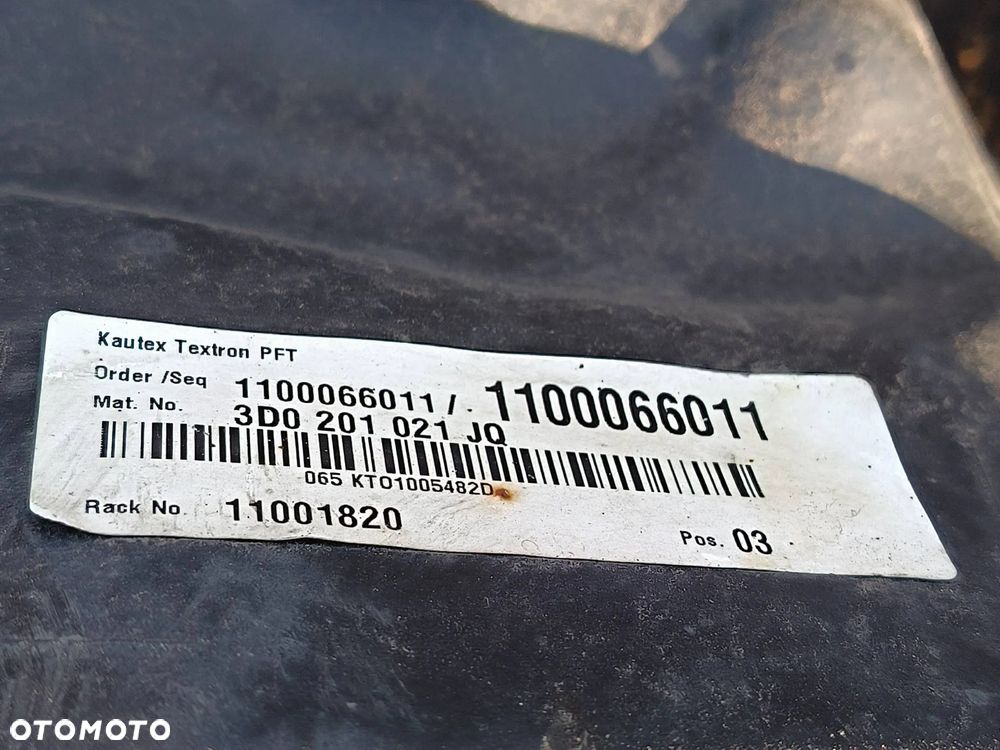 Kautex Textron PFT
Order /Seq 1100066011 / 1100066011
Mat. No. 3D0 201 021 JQ
065 KT01005482D
Rack No 11001820
Pos. 03
OTOMOTO